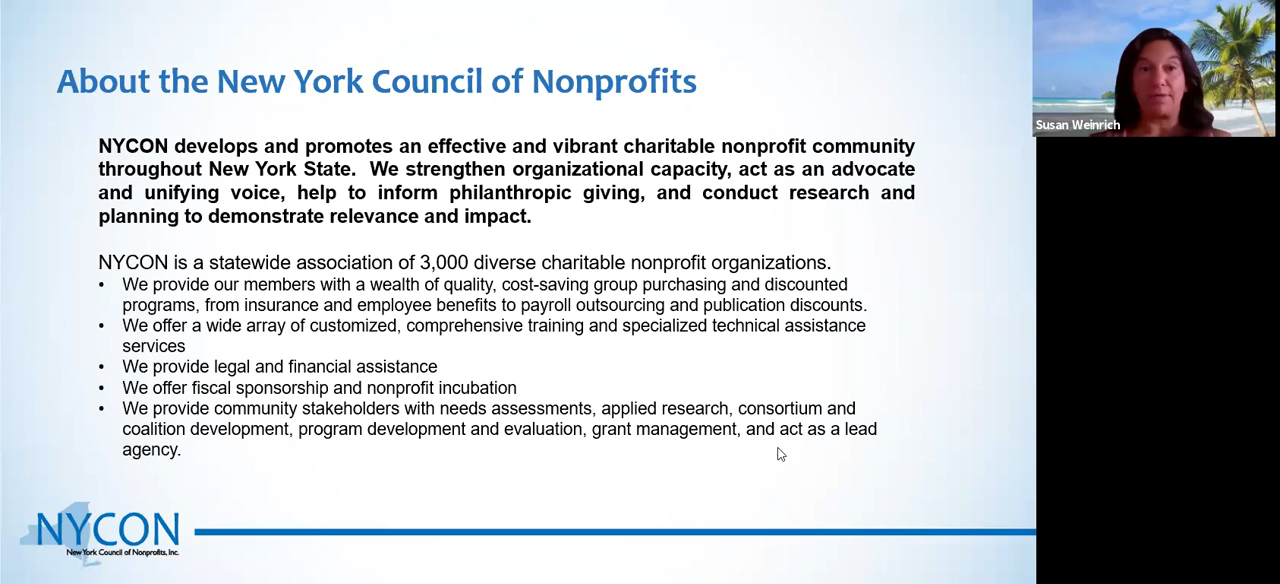 About the New York Council of Nonprofits
NYCON develops and promotes an effective and vibrant charitable nonprofit community
throughout New York State. We strengthen organizational capacity, act as an advocate
and unifying voice, help to inform philanthropic giving, and conduct research and
planning to demonstrate relevance and impact.
NYCON is a statewide association of 3,000 diverse charitable nonprofit organizations.
• We provide our members with a wealth of quality, cost-saving group purchasing and discounted
programs, from insurance and employee benefits to payroll outsourcing and publication discounts.
• We offer a wide array of customized, comprehensive training and specialized technical assistance
services
• We provide legal and financial assistance
• We offer fiscal sponsorship and nonprofit incubation
• We provide community stakeholders with needs assessments, applied research, consortium and
coalition development, program development and evaluation, grant management, and act as a lead
agency.
NYCON
New York Council of Nonprofits, Inc.
Susan Weinrich